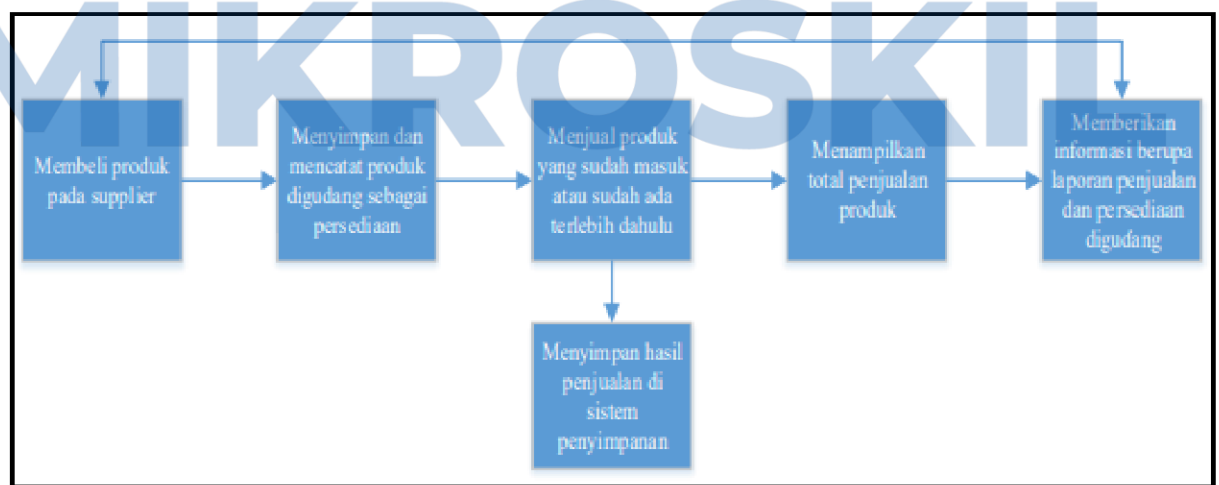 MIKROSKIL
Membeli produk
pada supplier
Menyimpan dan
mencatat produk
digudang sebagai
persediaan
Menjual produk
yang sudah masuk
atau sudah ada
terlebih dahulu
Menampilkan
total penjualan
produk
Memberikan
informasi berupa
laporan penjualan
dan persediaan
digudang
Menyimpan hasil
penjualan di
sistem
penyimpanan